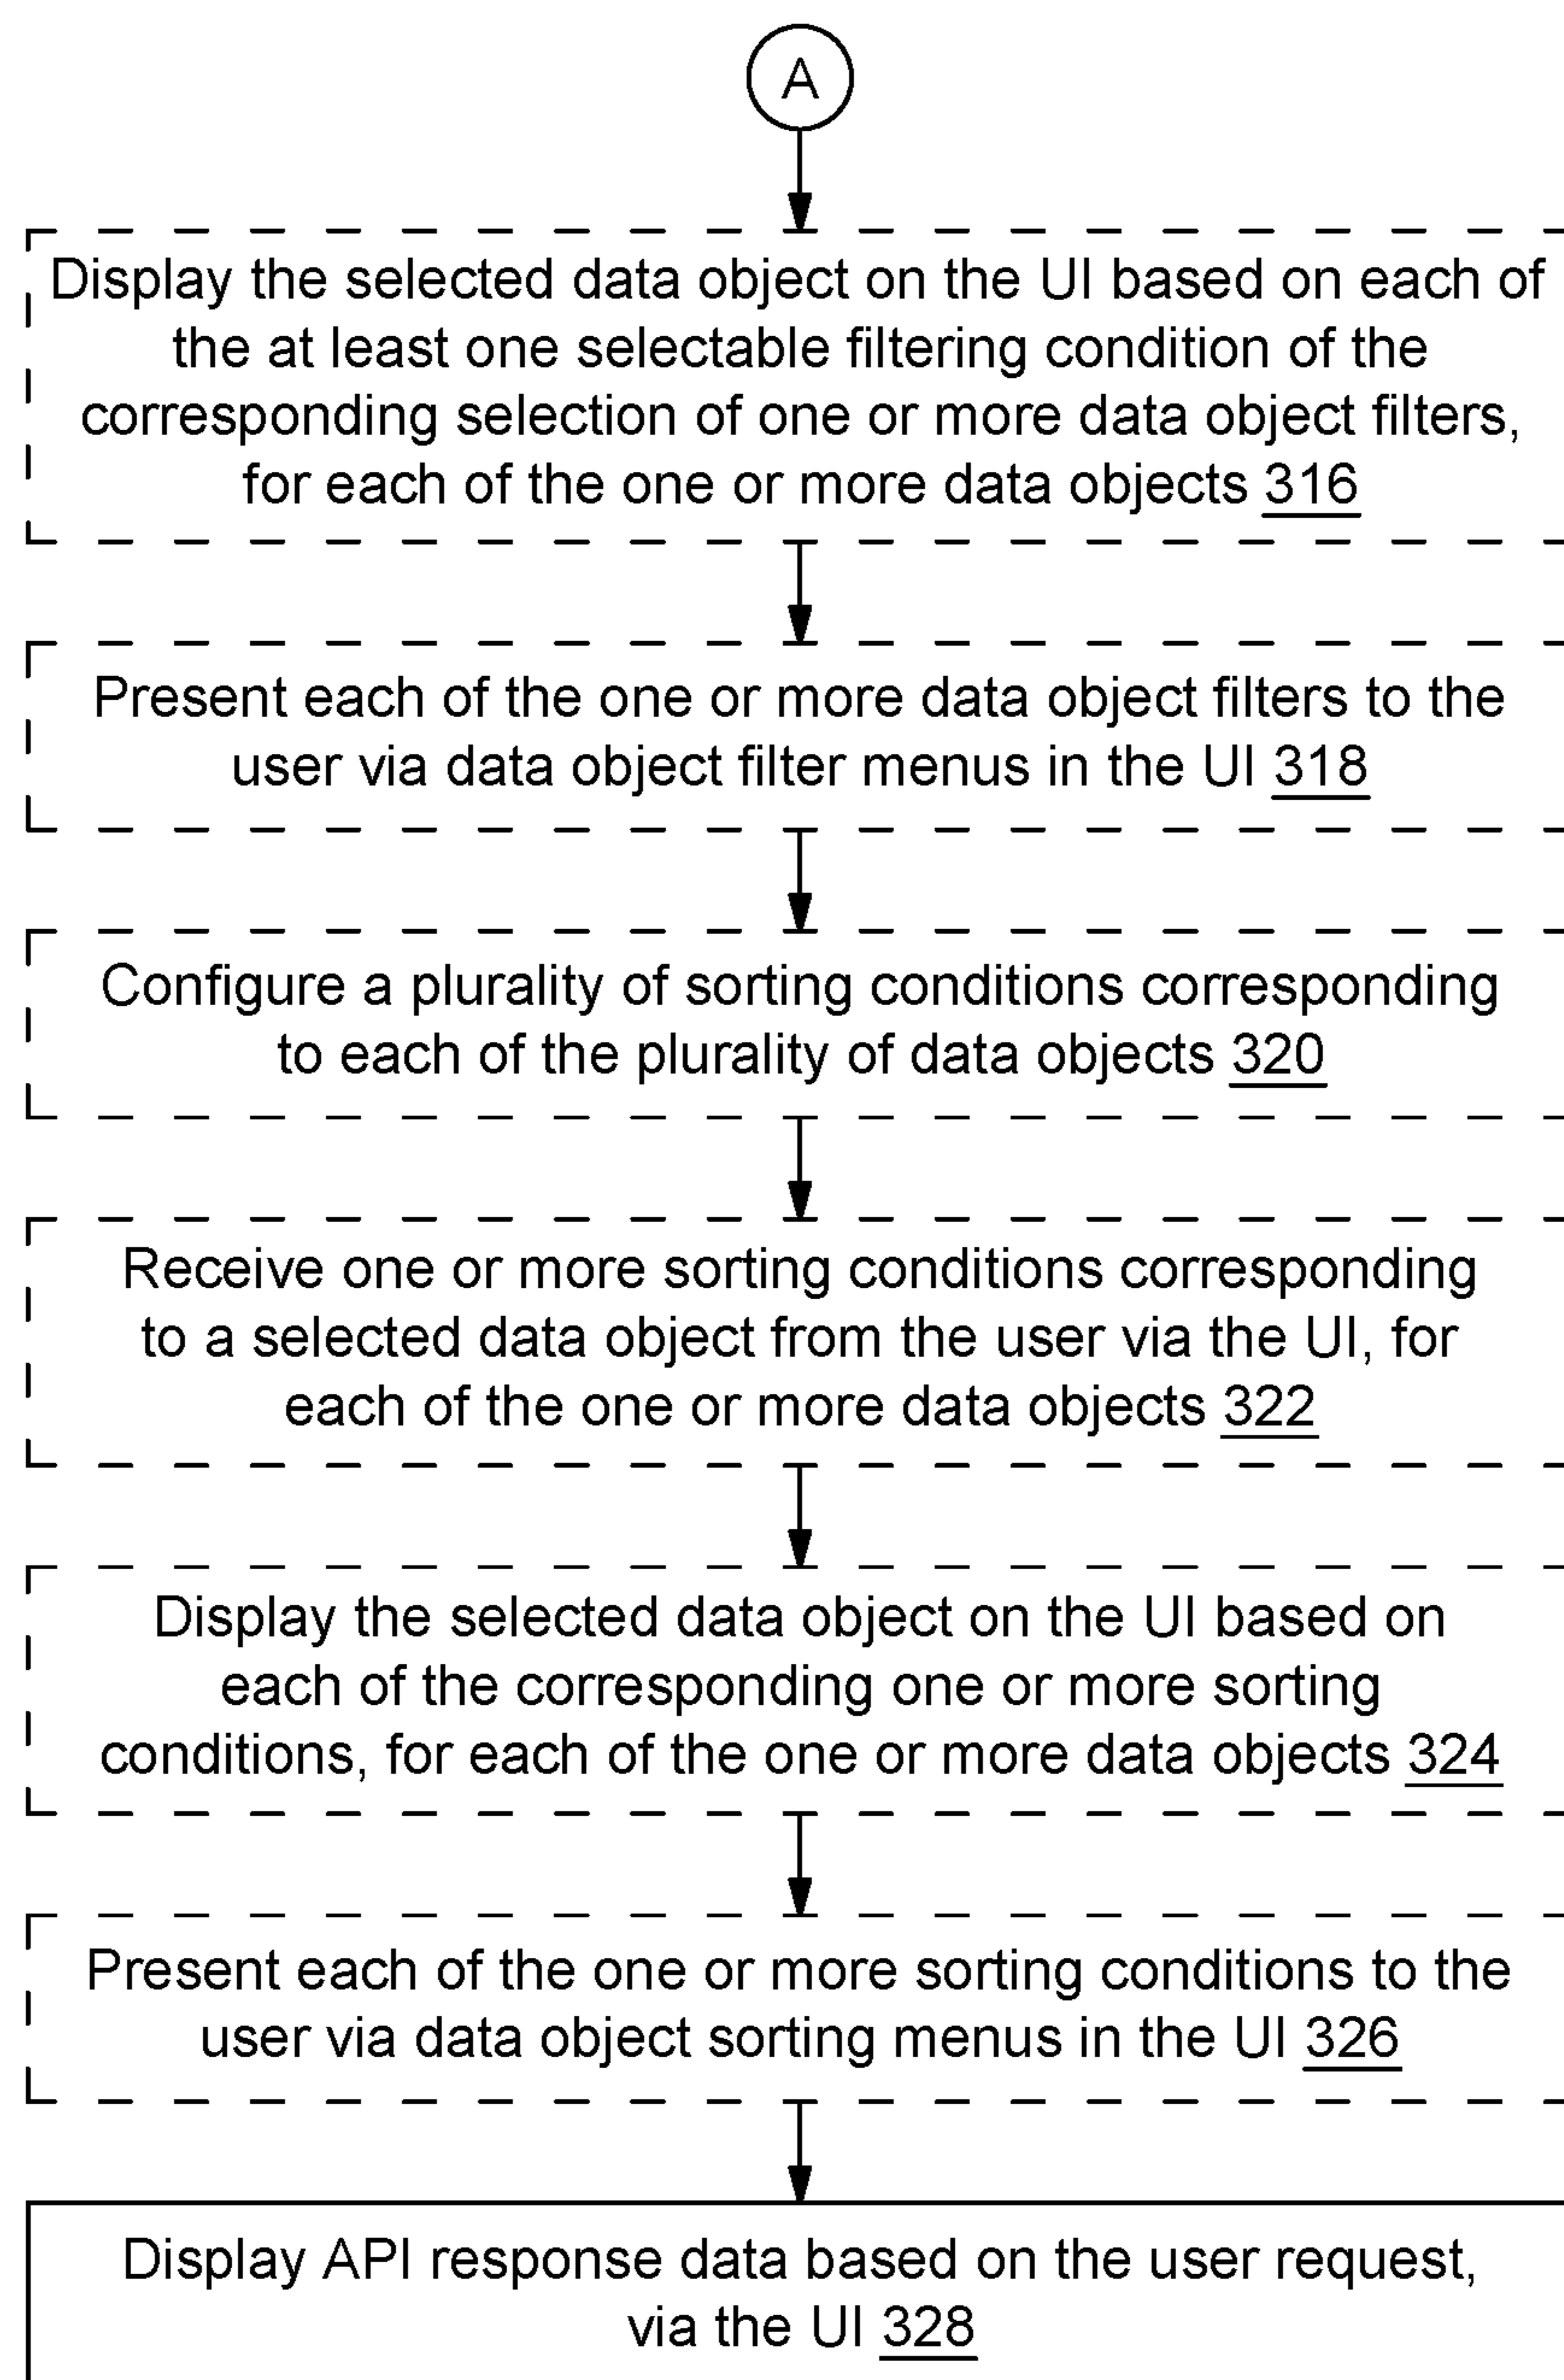 A
Display the selected data object on the UI based on each of
the at least one selectable filtering condition of the
corresponding selection of one or more data object filters,
for each of the one or more data objects 316
Present each of the one or more data object filters to the
user via data object filter menus in the UI 318
Configure a plurality of sorting conditions corresponding
to each of the plurality of data objects 320
Receive one or more sorting conditions corresponding
to a selected data object from the user via the UI, for
each of the one or more data objects 322
Display the selected data object on the UI based on
each of the corresponding one or more sorting
conditions, for each of the one or more data objects 324
Present each of the one or more sorting conditions to the
user via data object sorting menus in the UI 326
Display API response data based on the user request,
via the UI 328